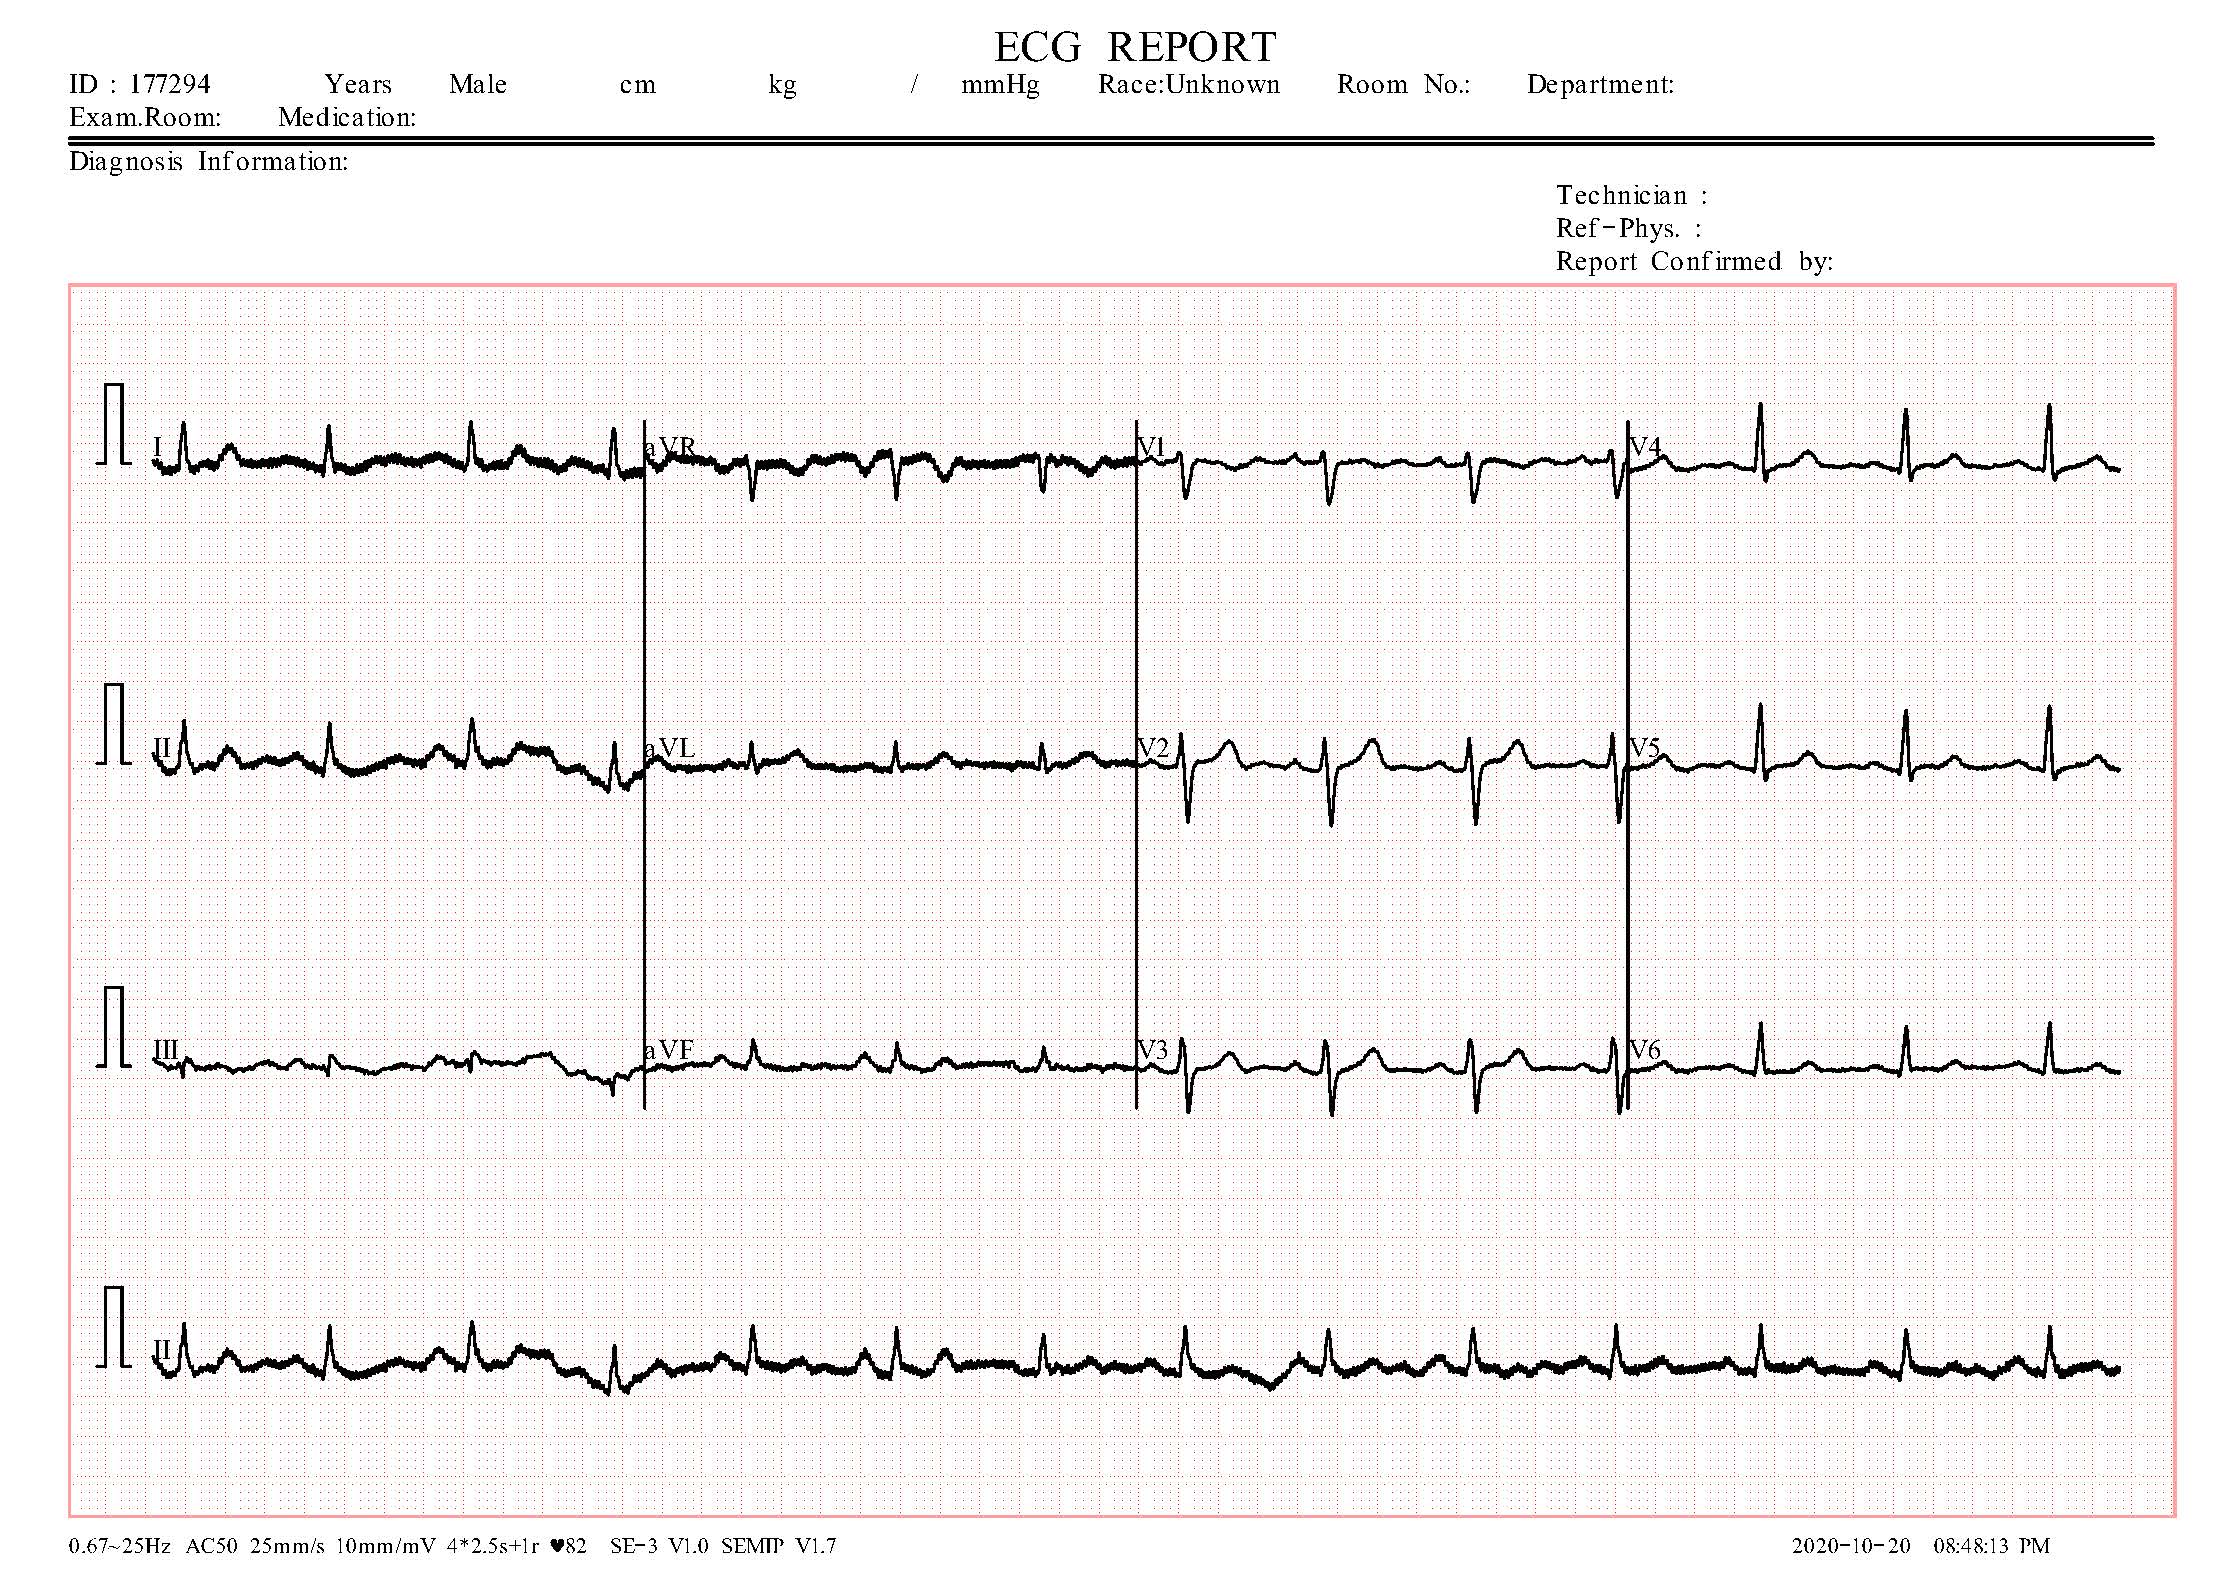 ECG REPORT
ID : 177294 Years Male cm kg / mmHg Race:Unknown Room No.: Department:
Exam.Room: Medication:
Diagnosis Information:
Technician :
Ref-Phys. :
Report Confirmed by:
I aVR V1 V4
II aVL V2 V5
III aVF V3 V6
II
0.67~25Hz AC50 25mm/s 10mm/mV 4*2.5s+1r ♥82 SE-3 V1.0 SEMIP V1.7 2020-10-20 08:48:13 PM